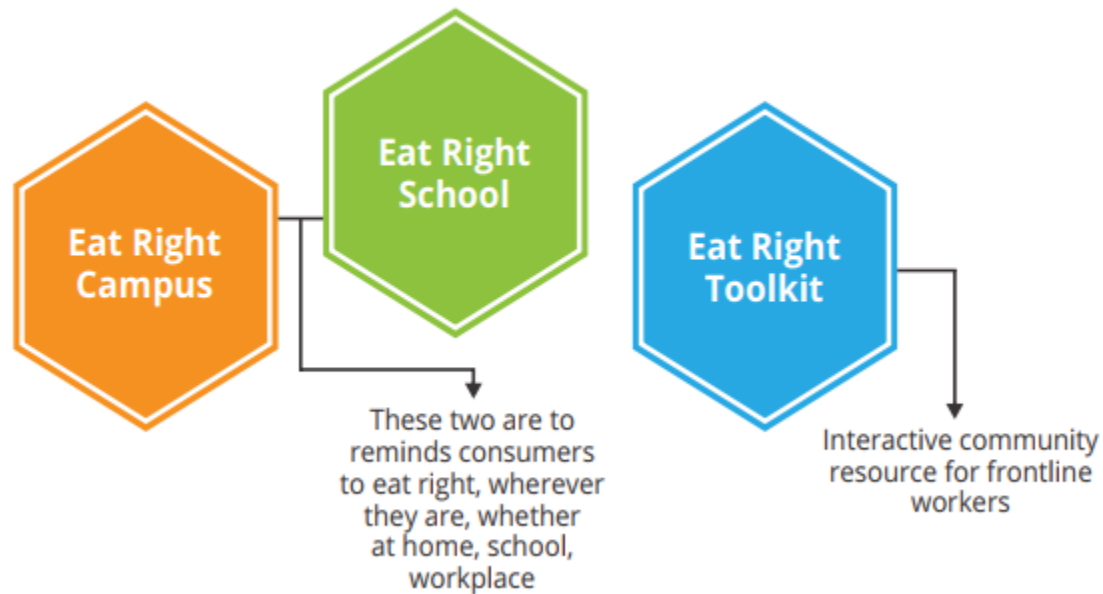 Eat Right
Campus
Eat Right
School
Eat Right
Toolkit
These two are to
reminds consumers
to eat right, wherever
they are, whether
at home, school,
workplace
Interactive community
resource for frontline
workers